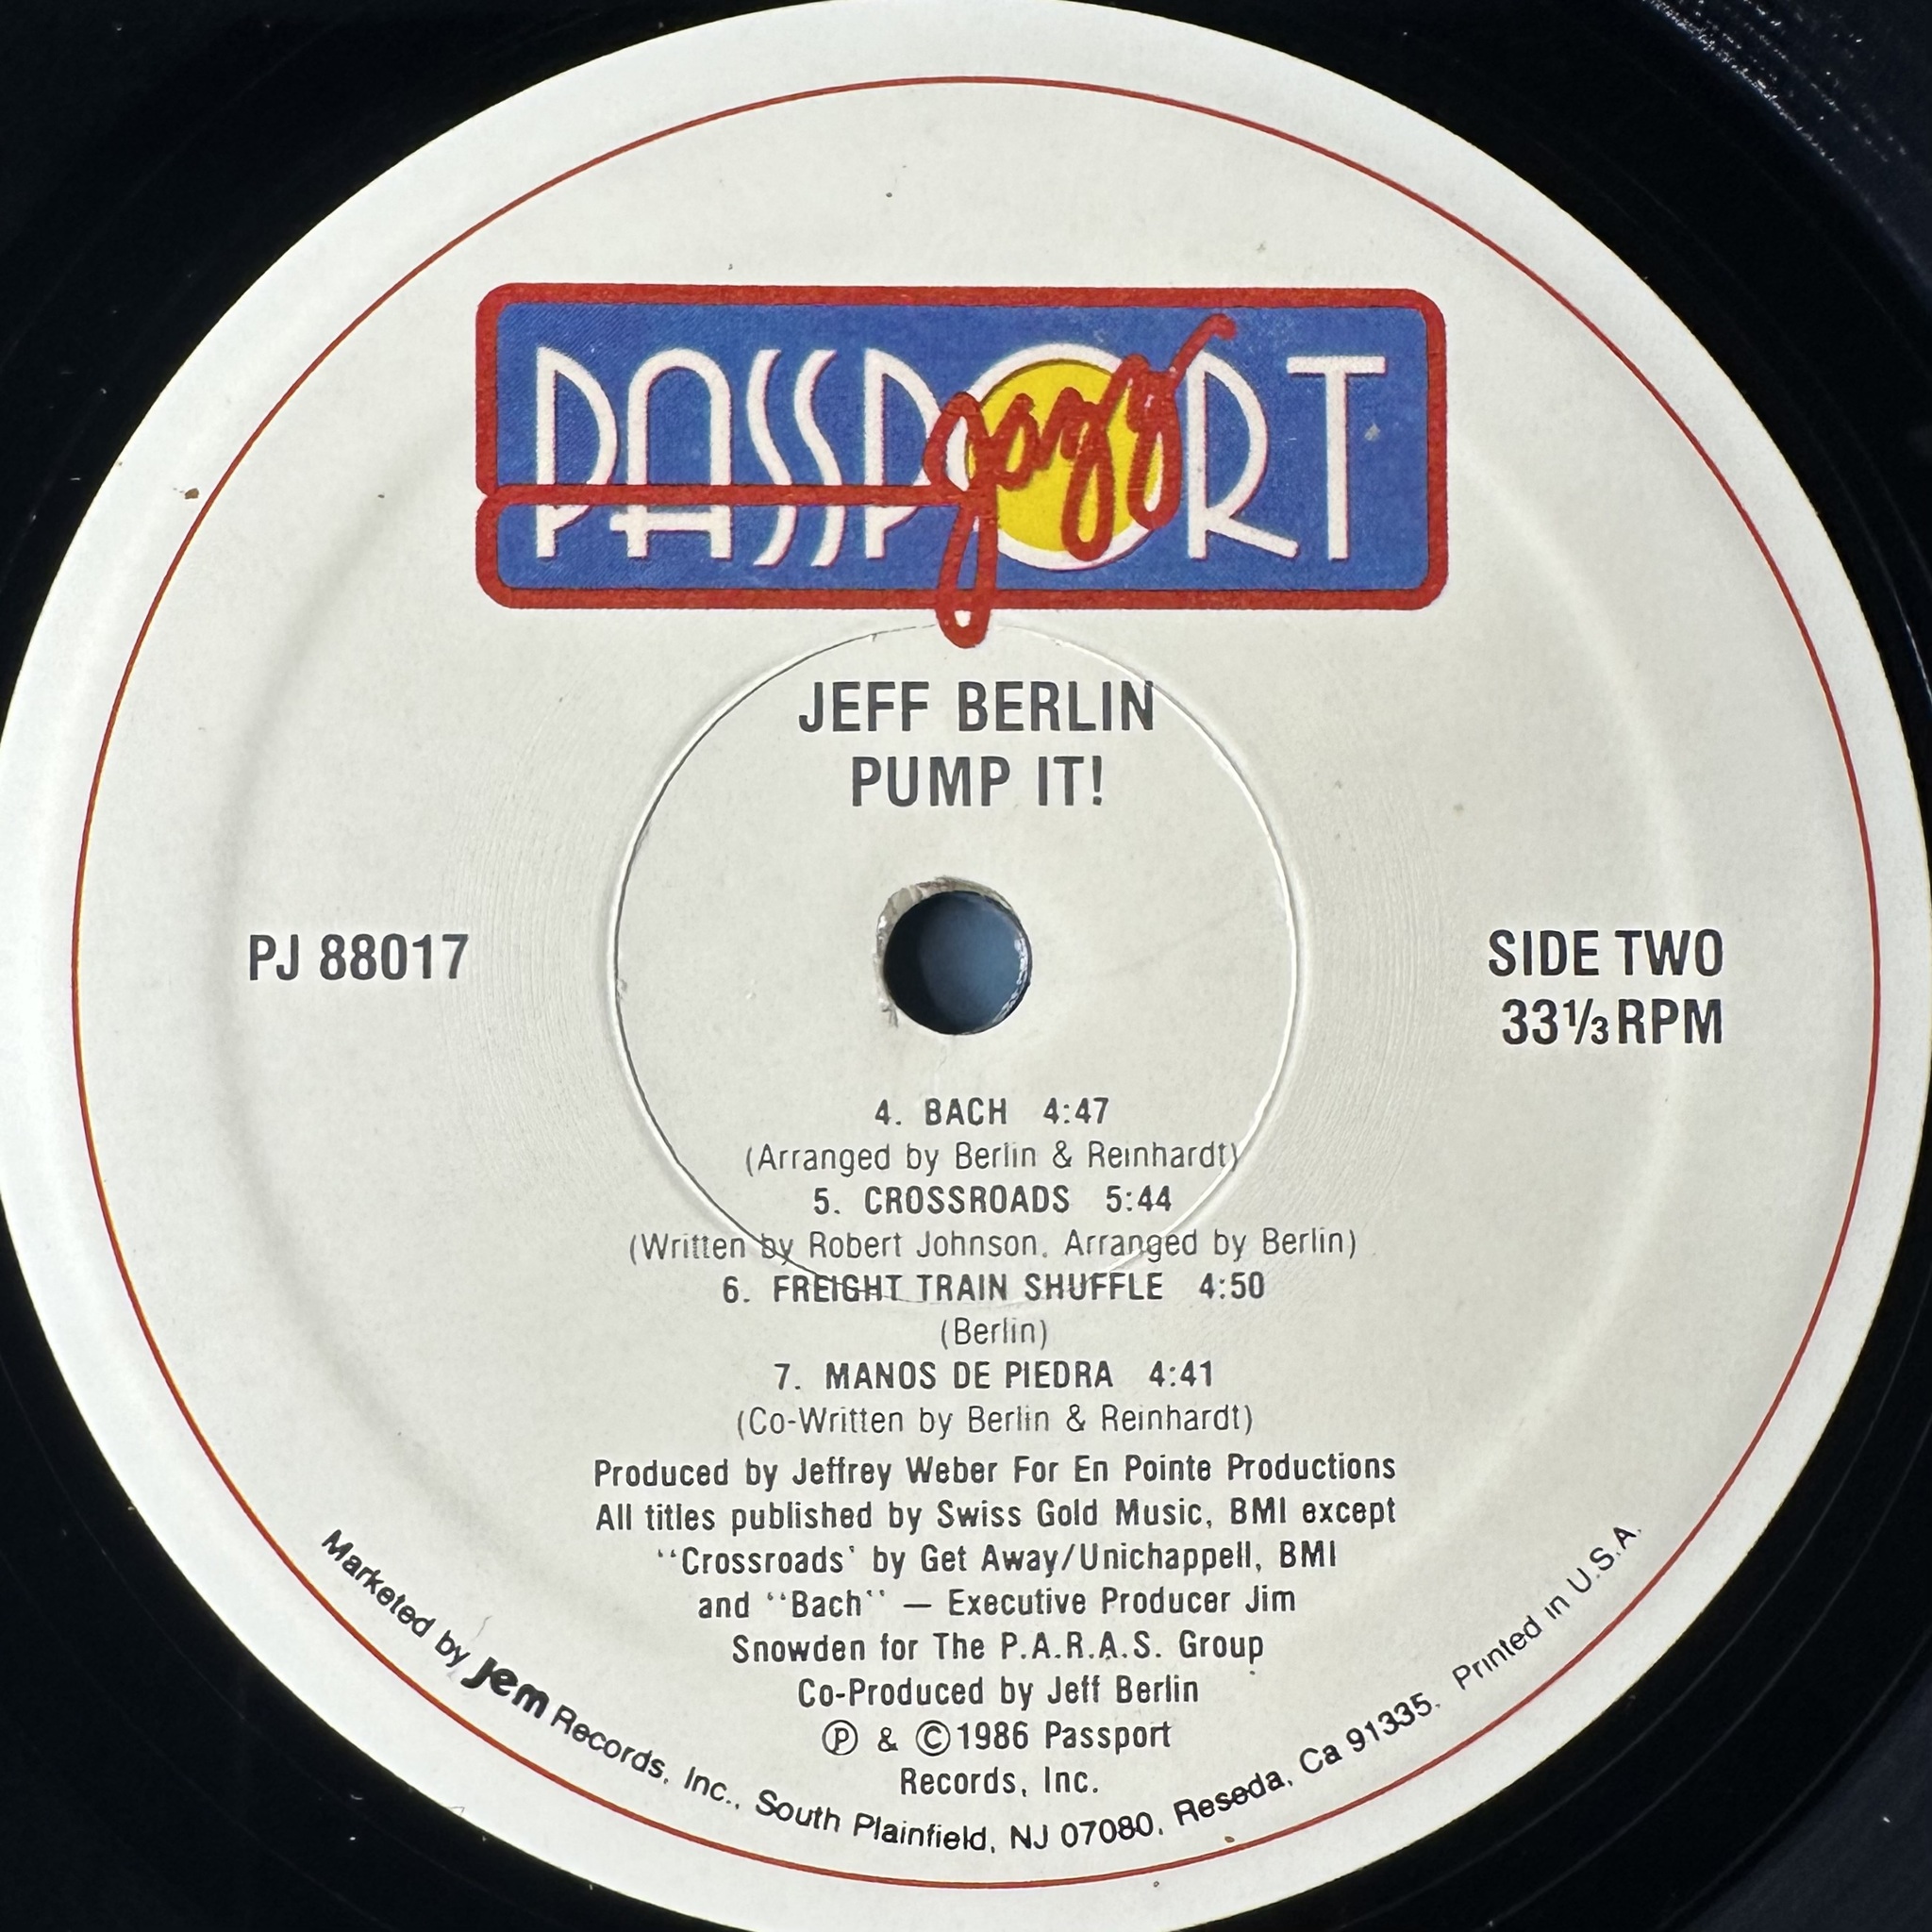 PASSPORT
jazz
JEFF BERLIN
PUMP IT!
PJ 88017
SIDE TWO
33⅓ RPM
4. BACH 4:47
(Arranged by Berlin & Reinhardt)
5. CROSSROADS 5:44
(Written by Robert Johnson. Arranged by Berlin)
6. FREIGHT TRAIN SHUFFLE 4:50
(Berlin)
7. MANOS DE PIEDRA 4:41
(Co-Written by Berlin & Reinhardt)
Produced by Jeffrey Weber For En Pointe Productions
All titles published by Swiss Gold Music, BMI except
‘‘Crossroads’ by Get Away/Unichappell, BMI
and ‘‘Bach’’ — Executive Producer Jim
Snowden for The P.A.R.A.S. Group
Co-Produced by Jeff Berlin
Ⓟ & ©1986 Passport
Records, Inc.
Marketed by Jem Records, Inc., South Plainfield, NJ 07080, Reseda, Ca 91335. Printed in U.S.A.